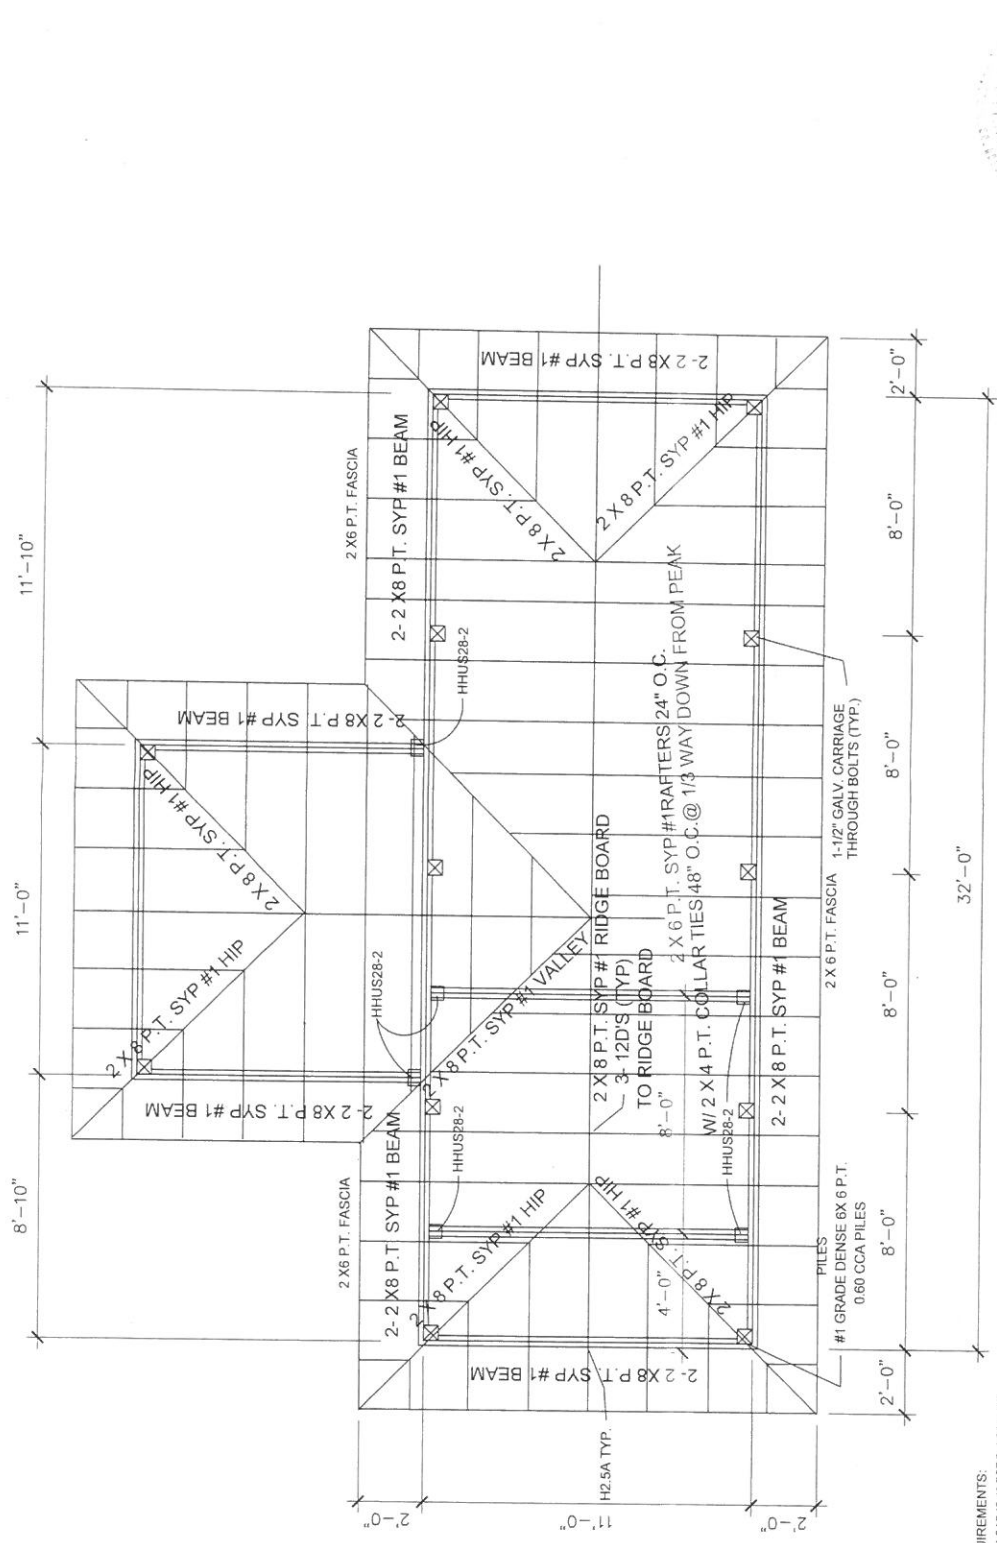 11'-10"
11'-0"
8'-10"
2 X6 P.T. FASCIA
2- 2 X8 P.T. SYP #1 BEAM
2- 2 X8 P.T. SYP #1 BEAM
2 X 8 P.T. SYP #1 HIP
2 X 8 P.T. SYP #1 HIP
HHUS28-2
2- 2 X8 P.T. SYP #1 BEAM
2 X 8 P.T. SYP #1 HIP
2 X 8 P.T. SYP #1 HIP
HHUS28-2
2- 2 X8 P.T. SYP #1 BEAM
2 X 6 P.T. SYP #1RAFTERS 24" O.C.
W/ 2 X 4 P.T. COLLAR TIES 48" O.C.@ 1/3 WAY DOWN FROM PEAK
2 X 8 P.T. SYP #1 VALLEY
2 X 8 P.T. SYP #1 RIDGE BOARD
3- 12D'S (TYP)
TO RIDGE BOARD
2 X6 P.T. FASCIA
2- 2 X8 P.T. SYP #1 BEAM
HHUS28-2
2 X 8 P.T. SYP #1 HIP
2 X 8 P.T. SYP #1 HIP
2- 2 X8 P.T. SYP #1 BEAM
HHUS28-2
2- 2 X 8 P.T. SYP #1 BEAM
8'-0"
4'-0"
2 X 6 P.T. FASCIA
1-1/2" GALV. CARRIAGE
THROUGH BOLTS (TYP.)
PILES
#1 GRADE DENSE 6X 6 P.T.
0.60 CCA PILES
2'-0"
8'-0"
8'-0"
8'-0"
8'-0"
2'-0"
32'-0"
H2.5A TYP.
2'-0"
11'-0"
2'-0"